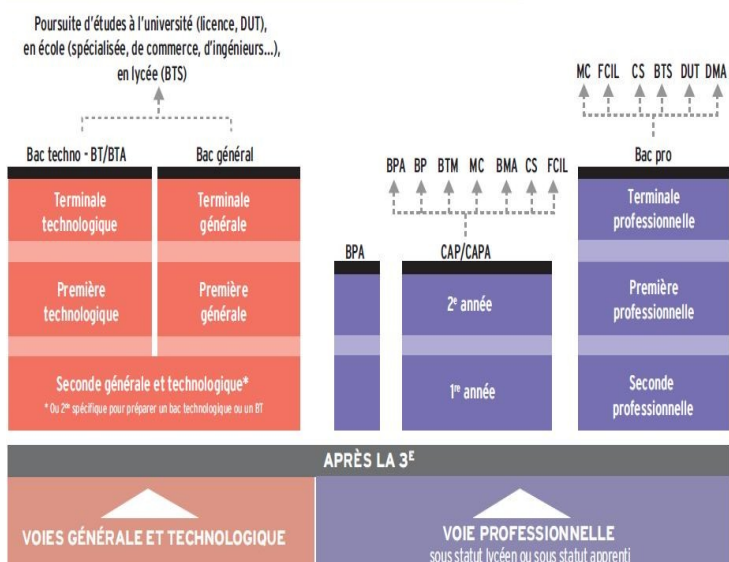 Poursuite d'études à l'université (licence, DUT),
en école (spécialisée, de commerce, d'ingénieurs...),
en lycée (BTS)
Bac techno - BT/BTA
Bac général
Terminale
technologique
Terminale
générale
Première
technologique
Première
générale
Seconde générale et technologique*
* Ou 2de spécifique pour préparer un bac technologique ou un BT
BPA
BPA BP BTM MC BMA CS FCIL
CAP/CAPA
2e année
1re année
MC FCIL CS BTS DUT DMA
Bac pro
Terminale
professionnelle
Première
professionnelle
Seconde
professionnelle
APRÈS LA 3E
VOIES GÉNÉRALE ET TECHNOLOGIQUE
VOIE PROFESSIONNELLE
sous statut lycéen ou sous statut apprenti